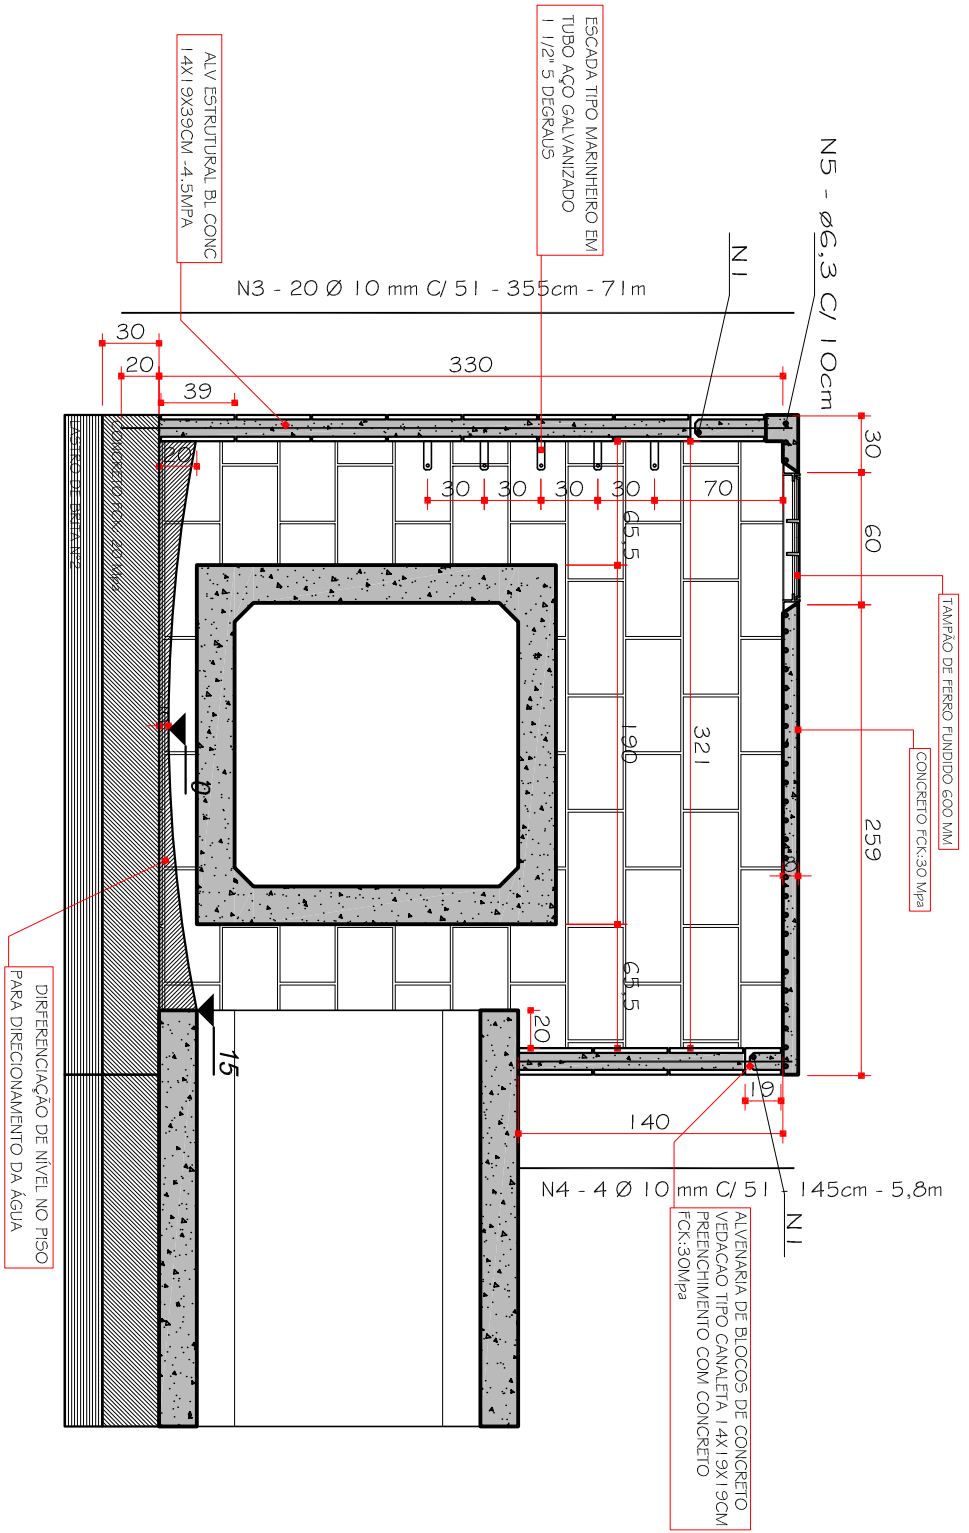 ESCADA TIPO MARINHEIRO EM
TUBO AÇO GALVANIZADO
1 1/2" 5 DEGRAUS
ALV ESTRUTURAL BL CONC
14X19X39CM -4.5MPA
N5 - ø6,3 C/ 10cm
N1
N3 - 20 Ø 10 mm C/ 51 - 355cm - 71m
30
20
330
39
30
60
259
20
30
30
30
30
70
65,5
190
65,5
321
CONCRETO FCK: 20 Mpa
LASTRO DE BRITA N°2
TAMPÃO DE FERRO FUNDIDO 600 MM
CONCRETO FCK:30 Mpa
8
0
15
20
19
140
DIRFERENCIAÇÃO DE NÍVEL NO PISO
PARA DIRECIONAMENTO DA ÁGUA
N4 - 4 Ø 10 mm C/ 51 - 145cm - 5,8m
N1
ALVENARIA DE BLOCOS DE CONCRETO
VEDACAO TIPO CANALETA 14X19X19CM
PREENCHIMENTO COM CONCRETO
FCK:30Mpa